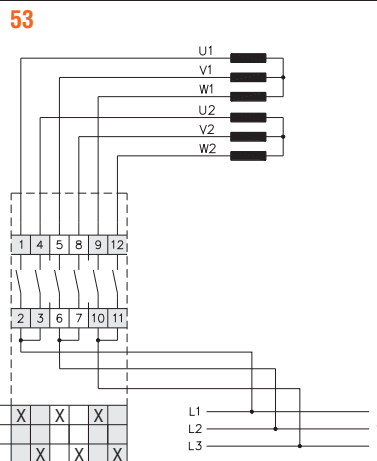 53
U1
V1
W1
U2
V2
W2
1 4 5 8 9 12
2 3 6 7 10 11
L1
X X X
L2
L3
X X X